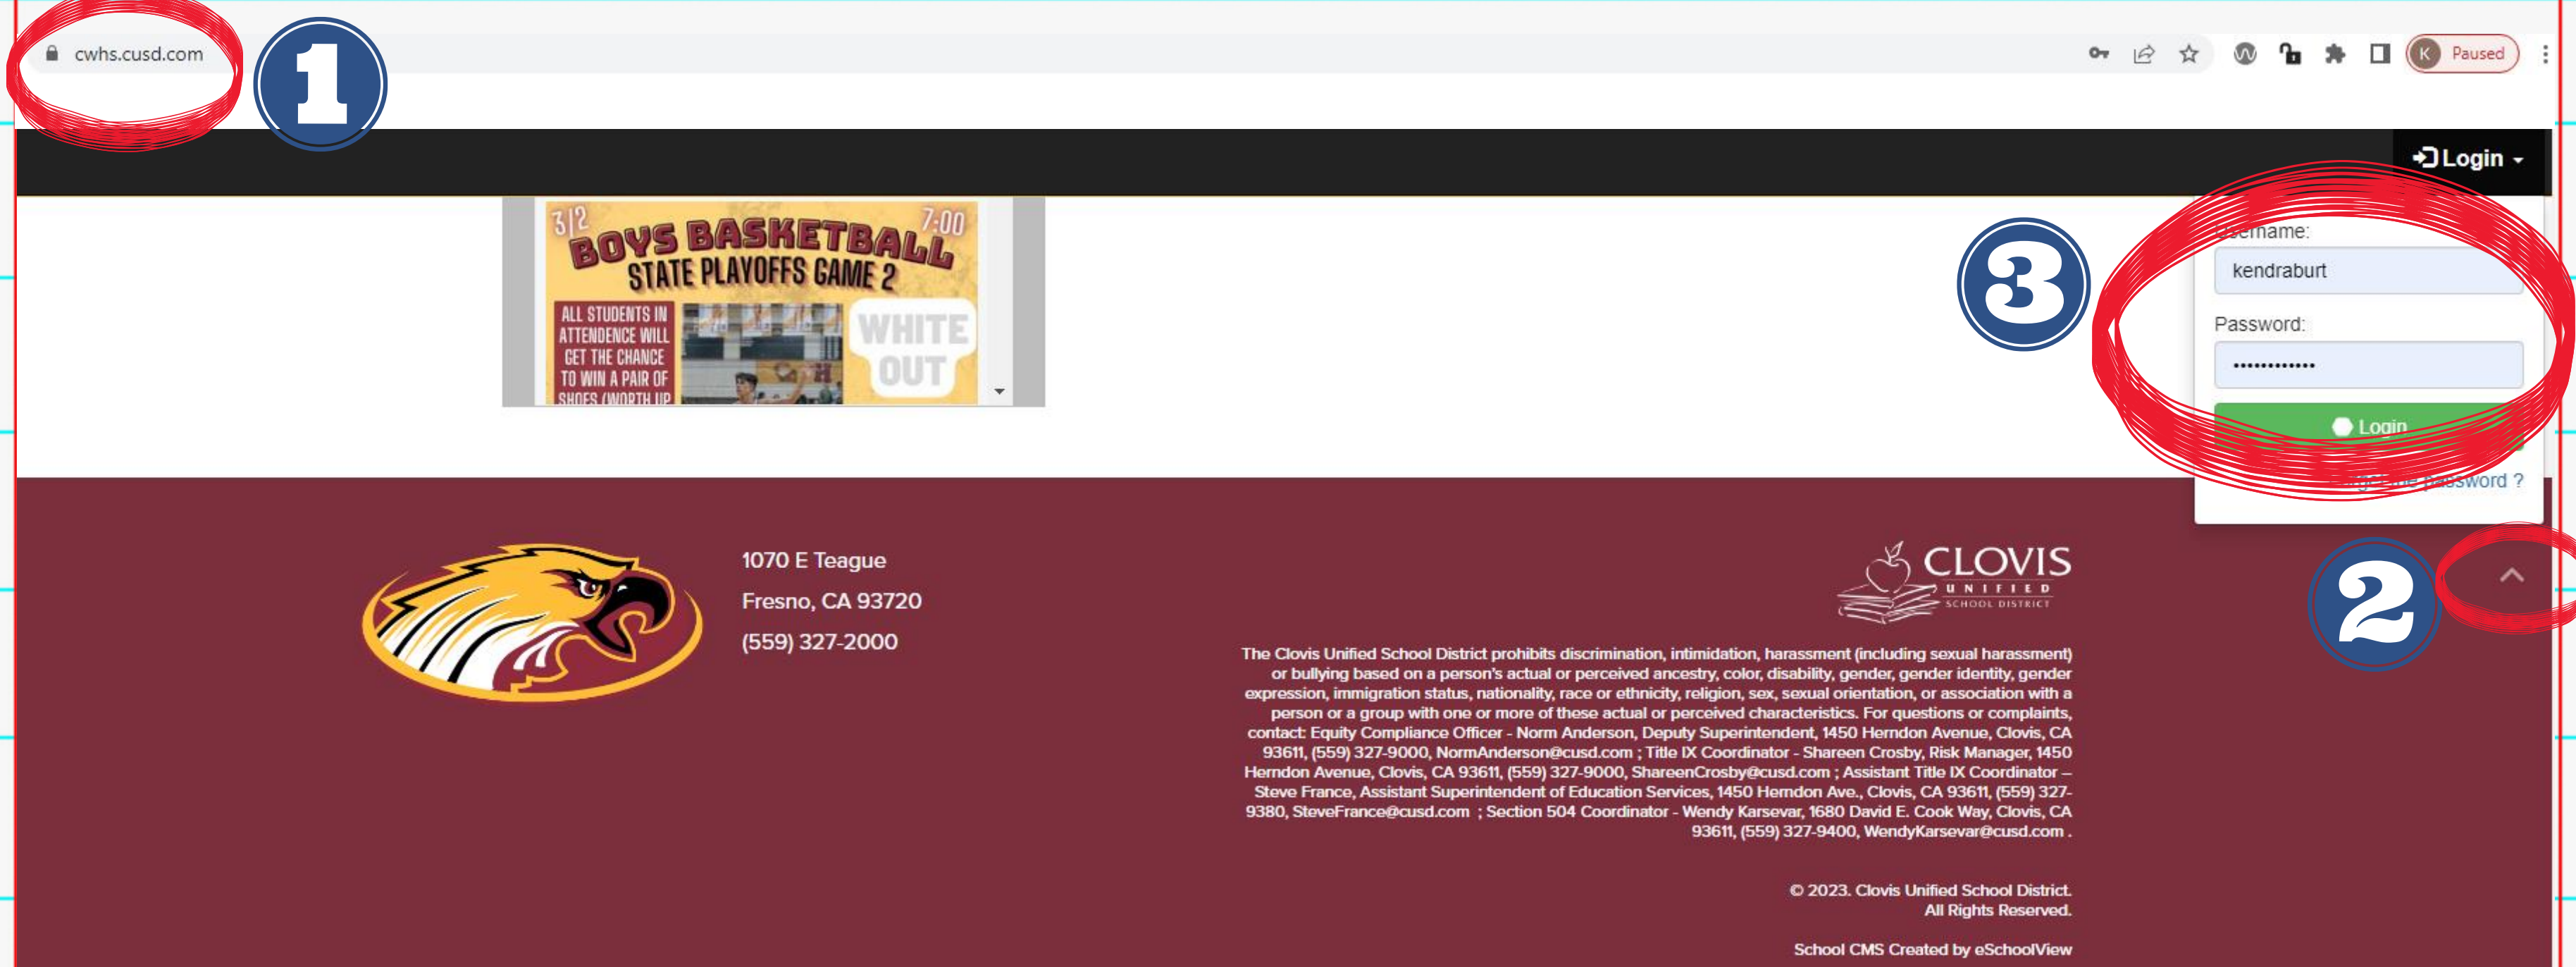 cwhs.cusd.com
1
K Paused
Login
3/2 7:00
BOYS BASKETBALL
STATE PLAYOFFS GAME 2
ALL STUDENTS IN
ATTENDENCE WILL
GET THE CHANCE
TO WIN A PAIR OF
SHOES (WORTH UP
WHITE
OUT
3
Username:
kendraburt
Password:
••••••••••••
Login
password ?
2
1070 E Teague
Fresno, CA 93720
(559) 327-2000
CLOVIS
UNIFIED
SCHOOL DISTRICT
The Clovis Unified School District prohibits discrimination, intimidation, harassment (including sexual harassment)
or bullying based on a person's actual or perceived ancestry, color, disability, gender, gender identity, gender
expression, immigration status, nationality, race or ethnicity, religion, sex, sexual orientation, or association with a
person or a group with one or more of these actual or perceived characteristics. For questions or complaints,
contact: Equity Compliance Officer - Norm Anderson, Deputy Superintendent, 1450 Herndon Avenue, Clovis, CA
93611, (559) 327-9000, NormAnderson@cusd.com ; Title IX Coordinator - Shareen Crosby, Risk Manager, 1450
Herndon Avenue, Clovis, CA 93611, (559) 327-9000, ShareenCrosby@cusd.com ; Assistant Title IX Coordinator –
Steve France, Assistant Superintendent of Education Services, 1450 Herndon Ave., Clovis, CA 93611, (559) 327-
9380, SteveFrance@cusd.com ; Section 504 Coordinator - Wendy Karsevar, 1680 David E. Cook Way, Clovis, CA
93611, (559) 327-9400, WendyKarsevar@cusd.com .
© 2023. Clovis Unified School District.
All Rights Reserved.
School CMS Created by eSchoolView